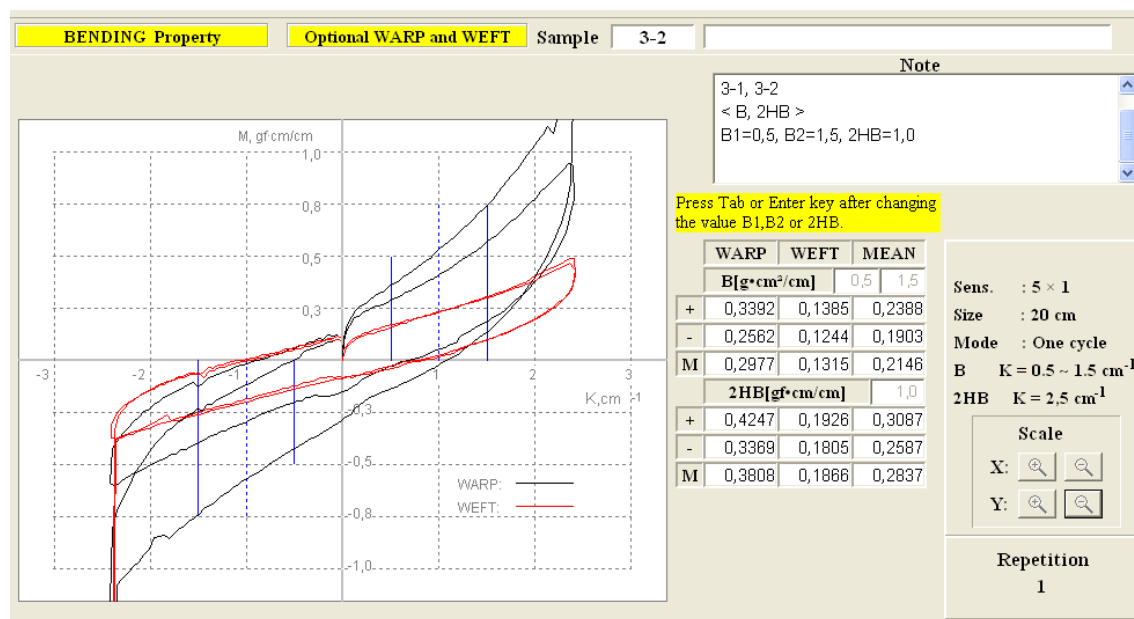 BENDING Property
Optional WARP and WEFT
Sample
3-2
Note
3-1, 3-2
< B, 2HB >
B1=0,5, B2=1,5, 2HB=1,0
M, gf·cm/cm
1,0
0,8
0,5
0,3
-3
-2
-1
1
2
3
K,cm⁻¹
-0,3
-0,5
-0,8
-1,0
WARP:
WEFT:
Press Tab or Enter key after changing
the value B1,B2 or 2HB.
WARP WEFT MEAN
B[g•cm²/cm] 0,5 1,5
+ 0,3392 0,1385 0,2388
- 0,2562 0,1244 0,1903
M 0,2977 0,1315 0,2146
2HB[gf•cm/cm] 1,0
+ 0,4247 0,1926 0,3087
- 0,3369 0,1805 0,2587
M 0,3808 0,1866 0,2837
Sens. : 5 × 1
Size : 20 cm
Mode : One cycle
B K = 0.5 ~ 1.5 cm⁻¹
2HB K = 2,5 cm⁻¹
Scale
X:
Y:
Repetition
1